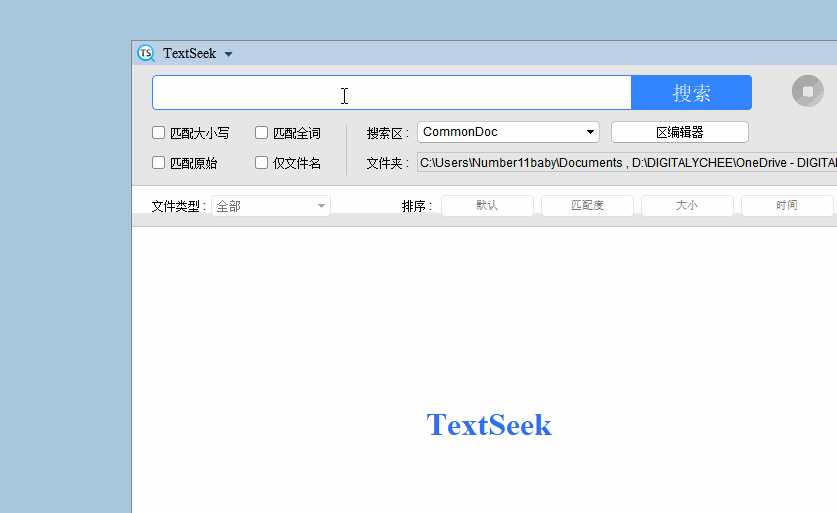 TS TextSeek
搜索
匹配大小写 匹配全词 搜索区： CommonDoc 区编辑器
匹配原始 仅文件名 文件夹： C:\Users\Number11baby\Documents , D:\DIGITALYCHEE\OneDrive - DIGITAL
文件类型： 全部 排序： 默认 匹配度 大小 时间
TextSeek